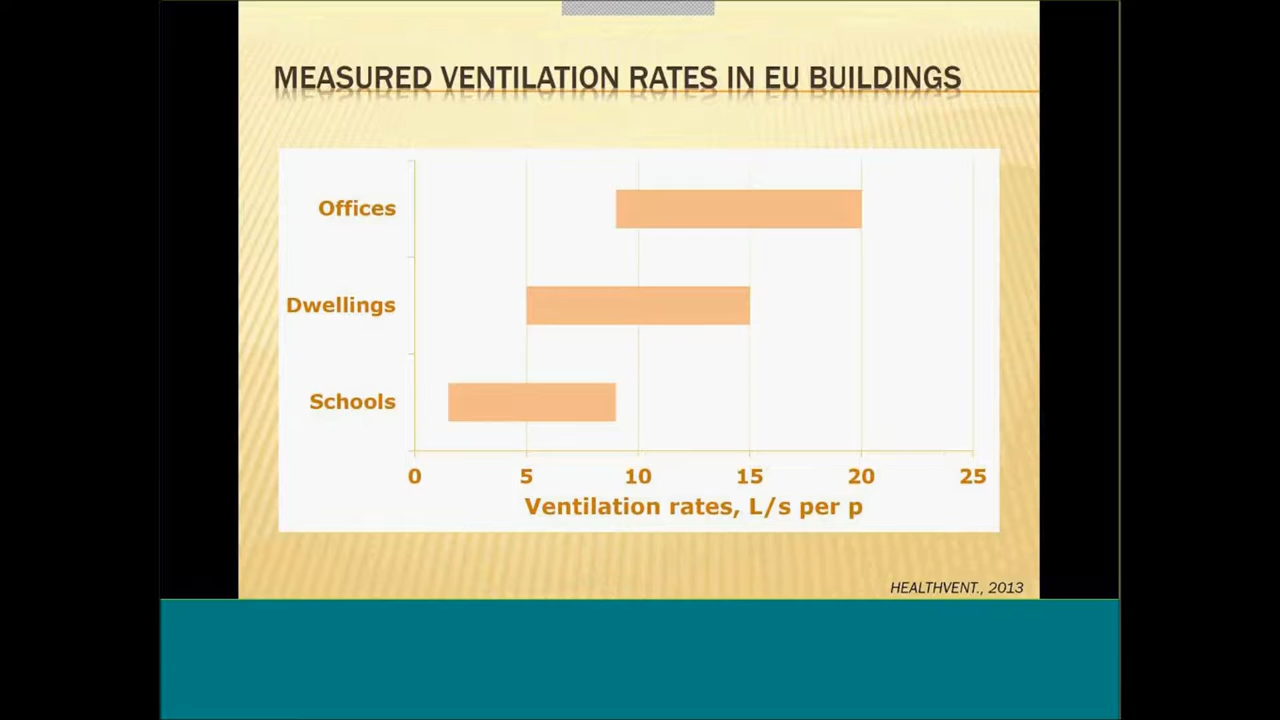 MEASURED VENTILATION RATES IN EU BUILDINGS
Offices
Dwellings
Schools
0 5 10 15 20 25
Ventilation rates, L/s per p
HEALTHVENT., 2013